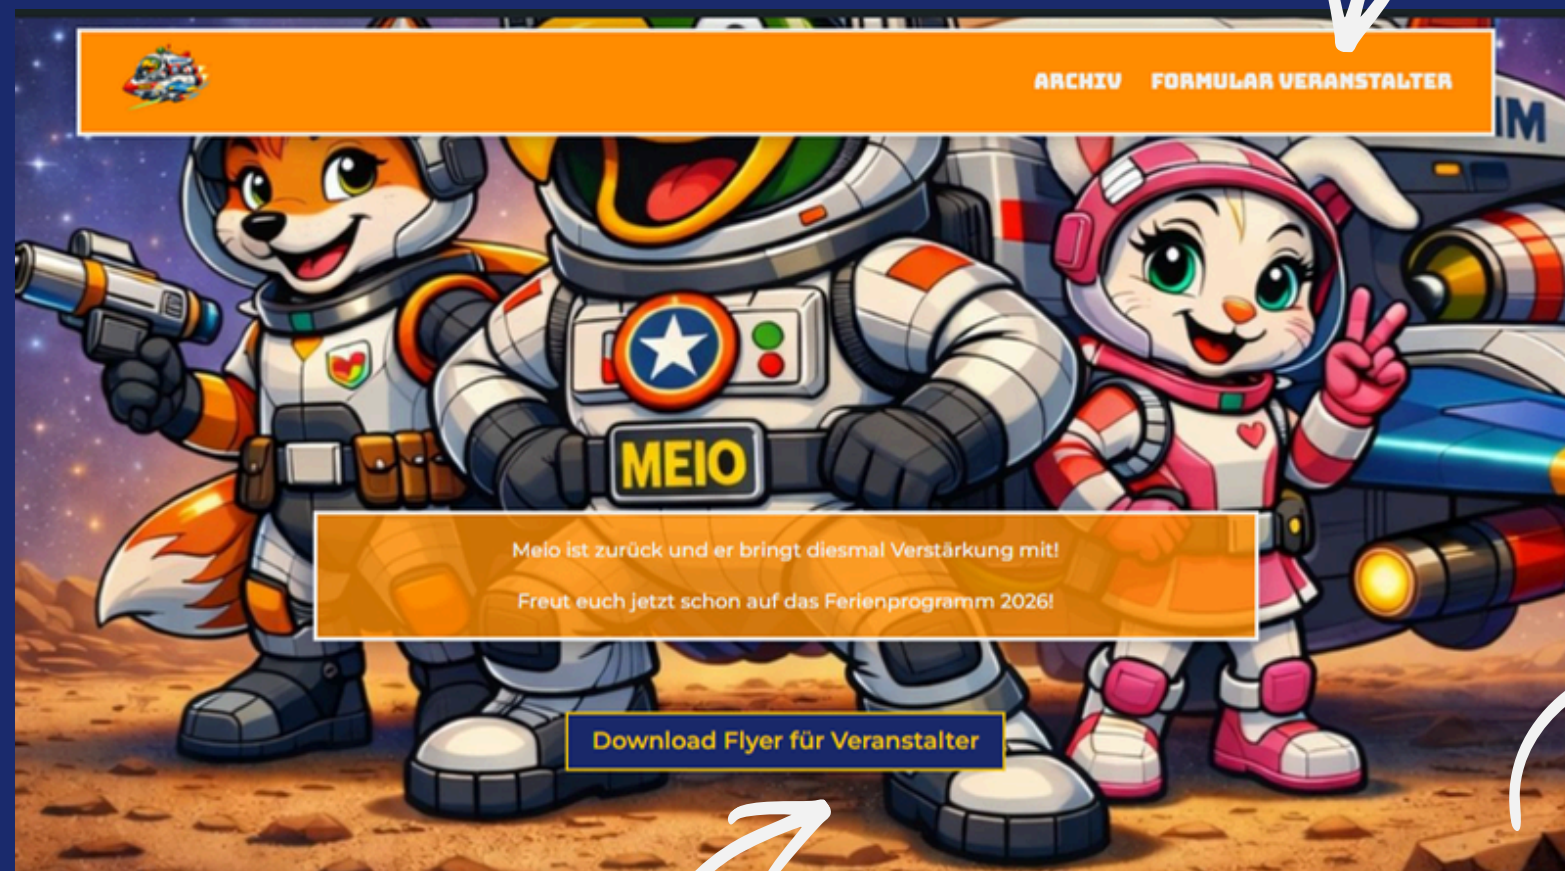 ARCHIV FORMULAR VERANSTALTER
IM
MEIO
Meio ist zurück und er bringt diesmal Verstärkung mit!
Freut euch jetzt schon auf das Ferienprogramm 2026!
Download Flyer für Veranstalter